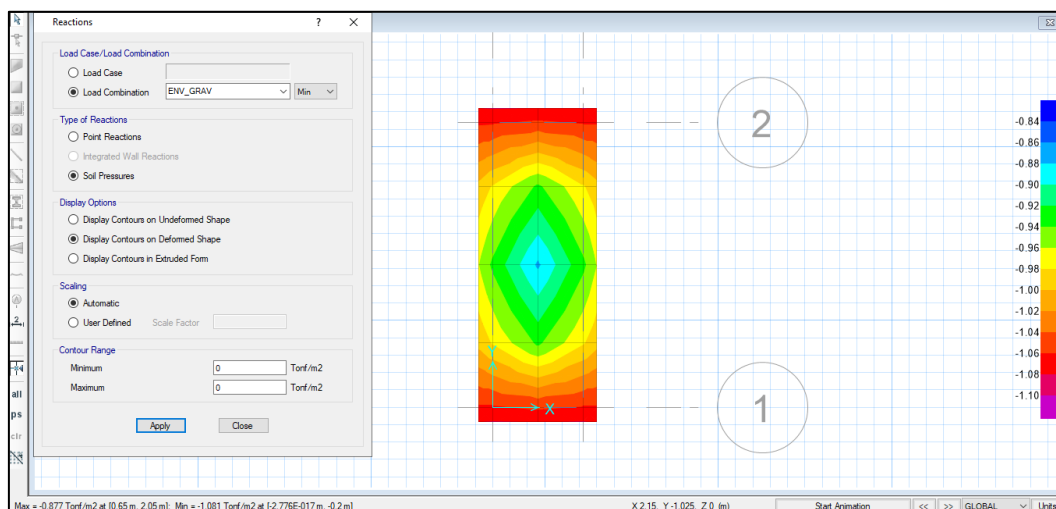 Reactions ? ×
Load Case/Load Combination
Load Case
Load Combination ENV_GRAV Min
Type of Reactions
Point Reactions
Integrated Wall Reactions
Soil Pressures
Display Options
Display Contours on Undeformed Shape
Display Contours on Deformed Shape
Display Contours in Extruded Form
Scaling
Automatic
User Defined Scale Factor
Contour Range
Minimum 0 Tonf/m2
Maximum 0 Tonf/m2
Apply Close
all
ps
clr
2
1
Y
X
-0.84
-0.86
-0.88
-0.90
-0.94
-0.96
-0.98
-1.00
-1.02
-1.04
-1.06
-1.08
-1.10
Max = -0.877 Tonf/m2 at [0.65 m, 2.05 m]; Min = -1.081 Tonf/m2 at [-2.776E-017 m, -0.2 m] X 2.15, Y -1.025, Z 0 (m) Start Animation << >> GLOBAL Units